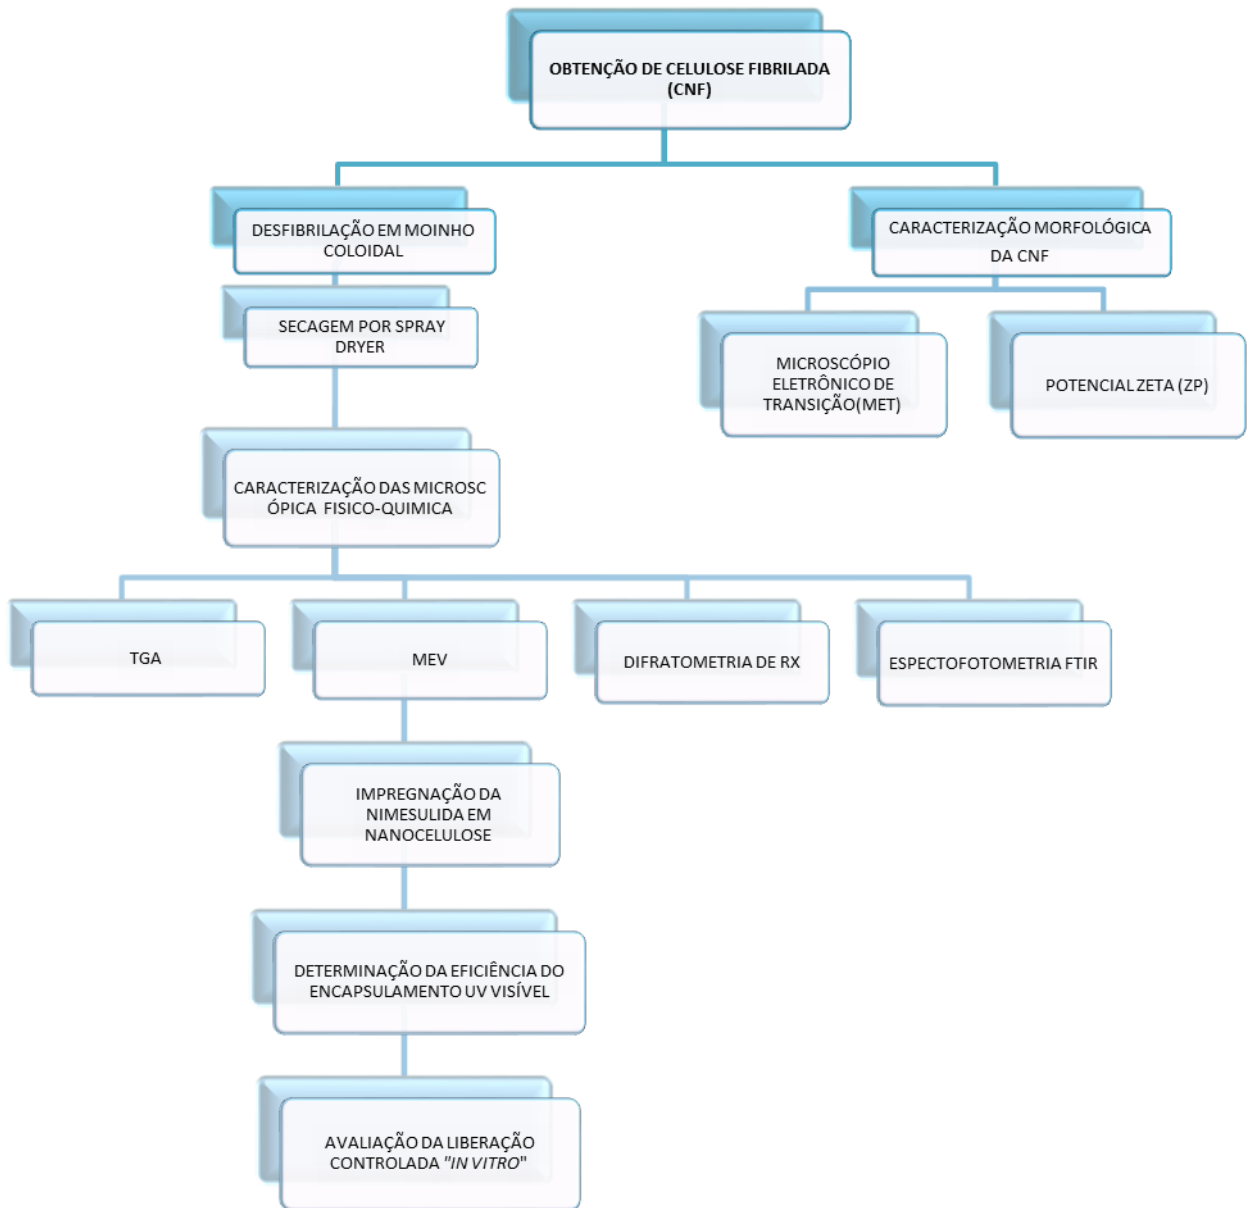 OBTENÇÃO DE CELULOSE FIBRILADA
(CNF)
DESFIBRILAÇÃO EM MOINHO
COLOIDAL
CARACTERIZAÇÃO MORFOLÓGICA
DA CNF
SECAGEM POR SPRAY
DRYER
MICROSCÓPIO
ELETRÔNICO DE
TRANSIÇÃO(MET)
POTENCIAL ZETA (ZP)
CARACTERIZAÇÃO DAS MICROSC
ÓPICA FISICO-QUIMICA
TGA
MEV
DIFRATOMETRIA DE RX
ESPECTOFOTOMETRIA FTIR
IMPREGNAÇÃO DA
NIMESULIDA EM
NANOCELULOSE
DETERMINAÇÃO DA EFICIÊNCIA DO
ENCAPSULAMENTO UV VISÍVEL
AVALIAÇÃO DA LIBERAÇÃO
CONTROLADA "IN VITRO"